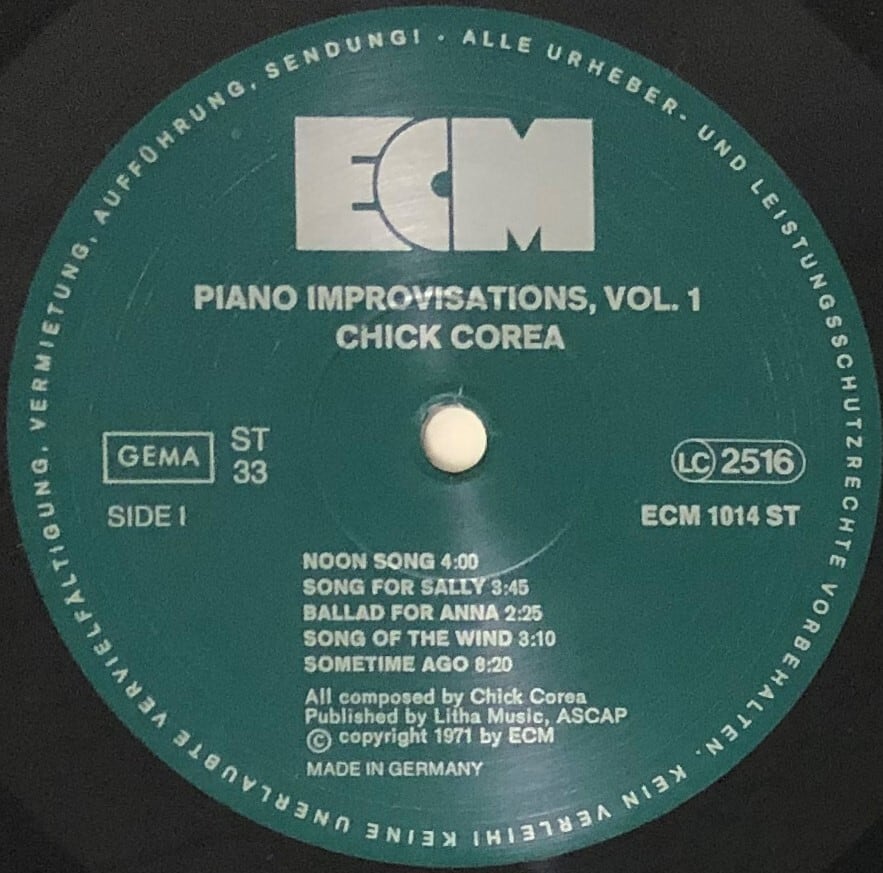 ECM
PIANO IMPROVISATIONS, VOL. 1
CHICK COREA
GEMA
ST
33
SIDE I
LC 2516
ECM 1014 ST
NOON SONG 4:00
SONG FOR SALLY 3:45
BALLAD FOR ANNA 2:25
SONG OF THE WIND 3:10
SOMETIME AGO 8:20
All composed by Chick Corea
Published by Litha Music, ASCAP
© copyright 1971 by ECM
MADE IN GERMANY
ALLE URHEBER- UND LEISTUNGSSCHUTZRECHTE VORBEHALTEN. KEIN VERLEIH! KEINE UNERLAUBTE VERVIELFÄLTIGUNG, VERMIETUNG, AUFFÜHRUNG, SENDUNG! ·